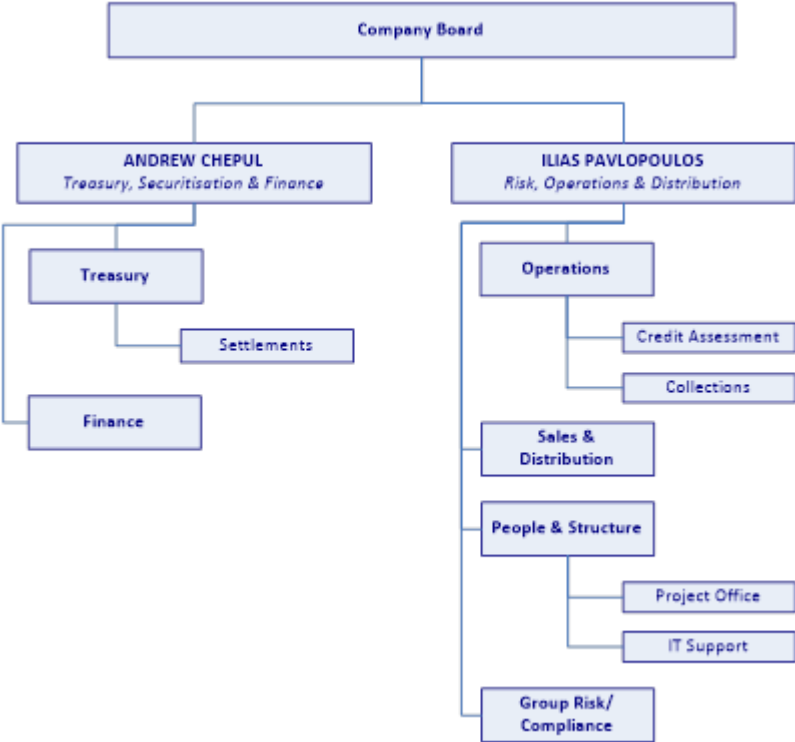 Company Board
ANDREW CHEPUL
Treasury, Securitisation & Finance
ILIAS PAVLOPOULOS
Risk, Operations & Distribution
Treasury
Settlements
Finance
Operations
Credit Assessment
Collections
Sales &
Distribution
People & Structure
Project Office
IT Support
Group Risk/
Compliance